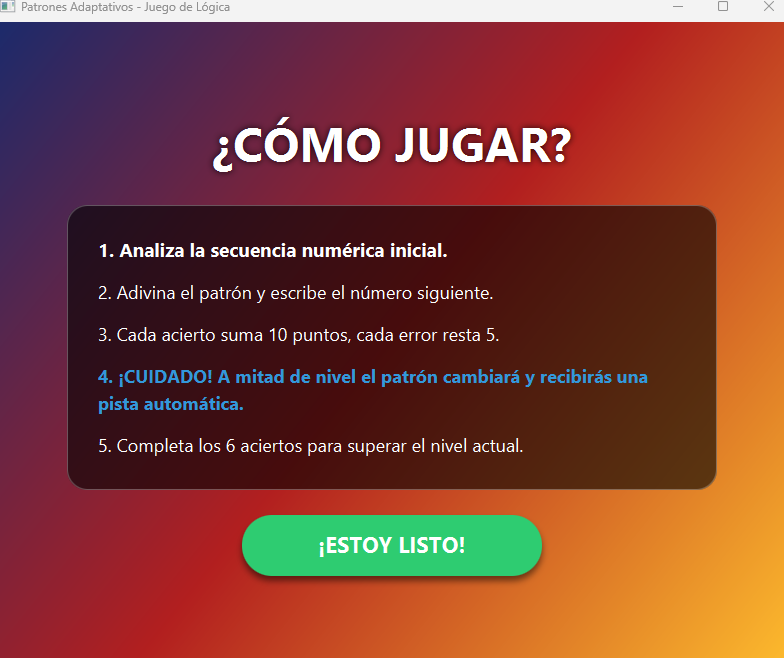 Patrones Adaptativos - Juego de Lógica
¿CÓMO JUGAR?
1. Analiza la secuencia numérica inicial.
2. Adivina el patrón y escribe el número siguiente.
3. Cada acierto suma 10 puntos, cada error resta 5.
4. ¡CUIDADO! A mitad de nivel el patrón cambiará y recibirás una
pista automática.
5. Completa los 6 aciertos para superar el nivel actual.
¡ESTOY LISTO!